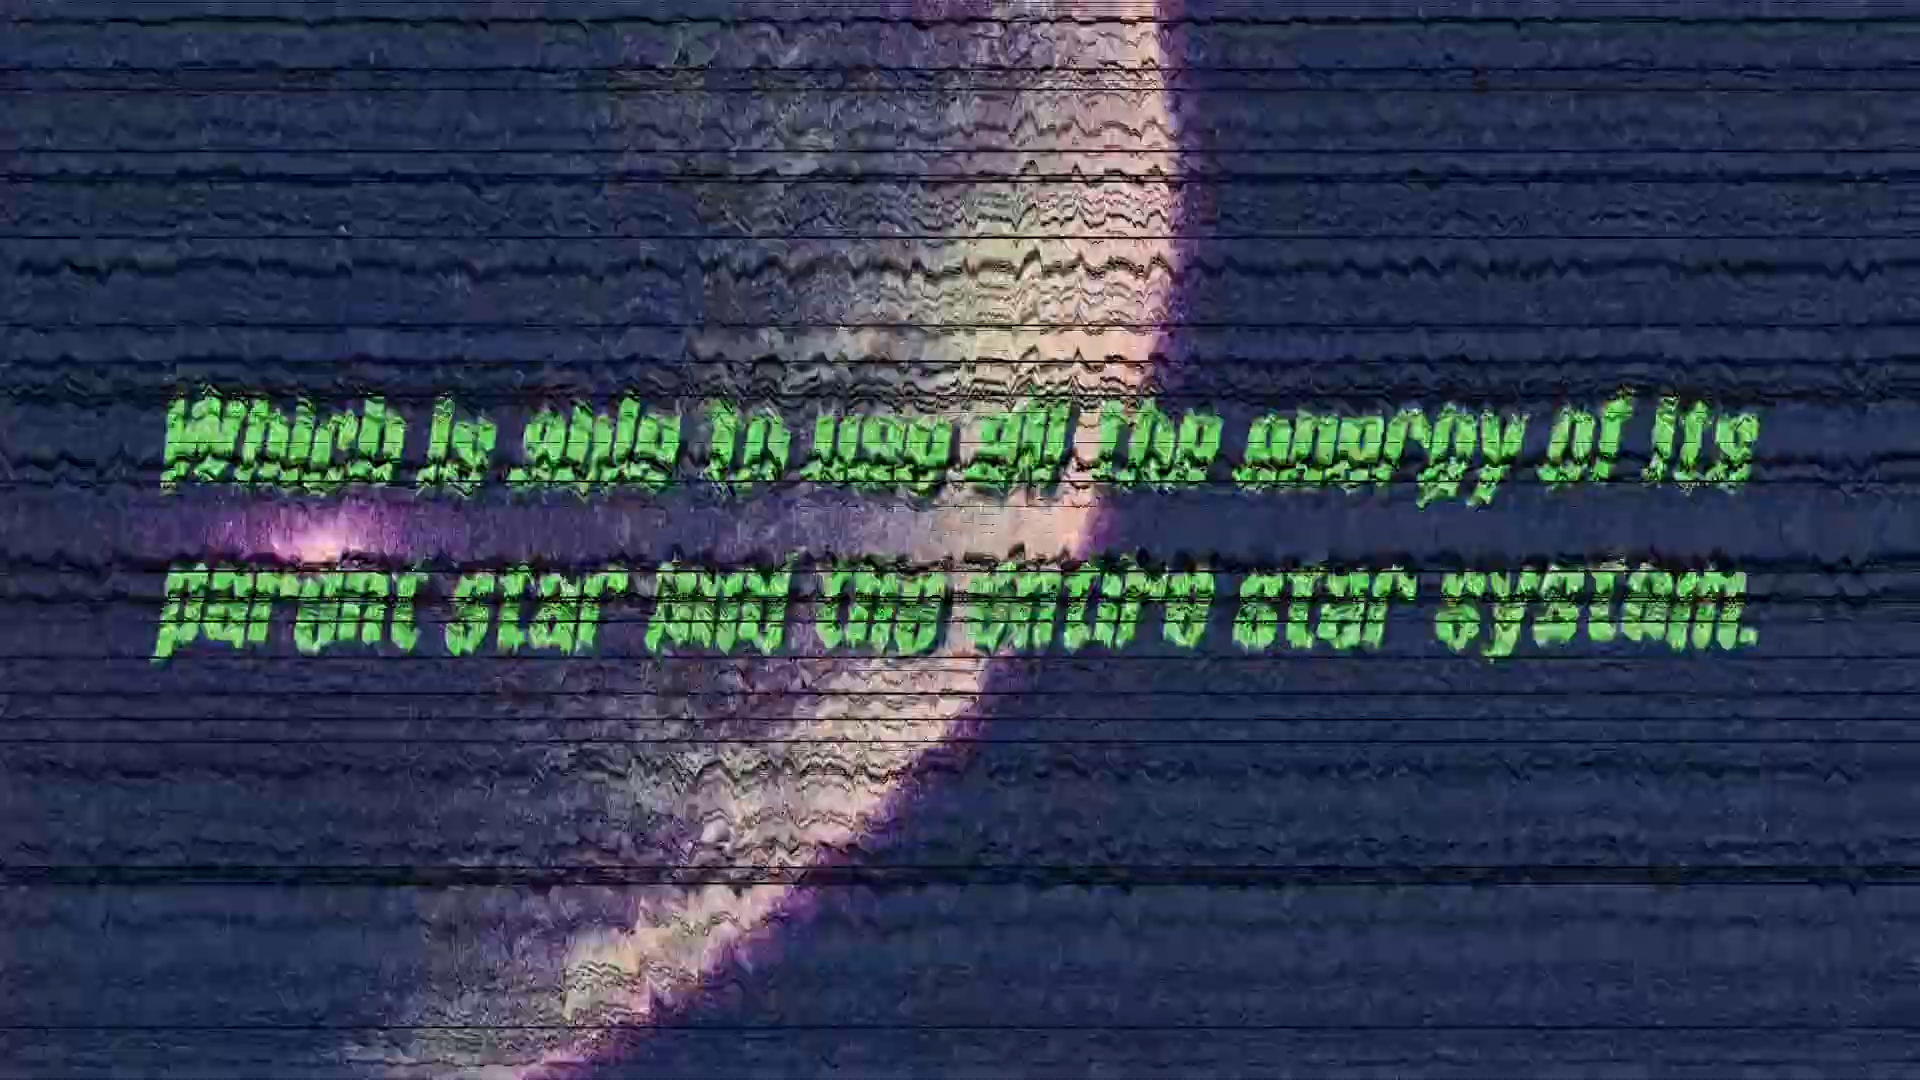 Which is able to use all the energy of its
parent star and the entire star system.